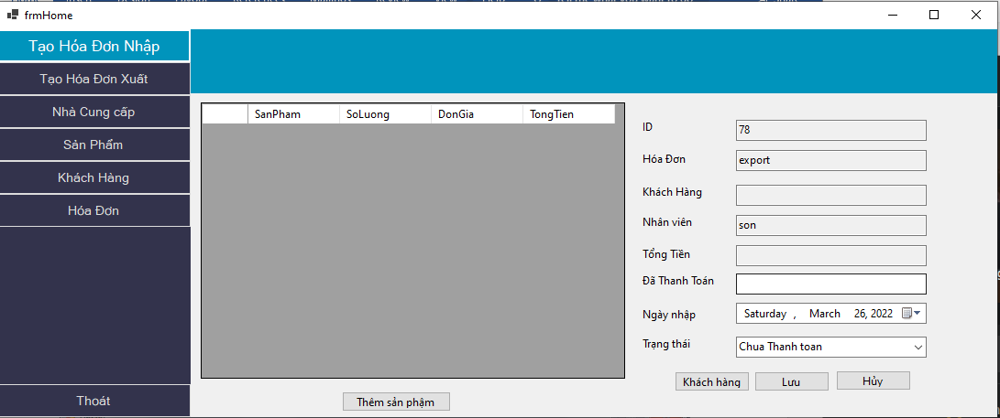 frmHome
Tạo Hóa Đơn Nhập
Tạo Hóa Đơn Xuất
Nhà Cung cấp
Sản Phẩm
Khách Hàng
Hóa Đơn
Thoát
SanPham SoLuong DonGia TongTien
Thêm sản phậm
ID 78
Hóa Đơn export
Khách Hàng
Nhân viên son
Tổng Tiền
Đã Thanh Toán
Ngày nhập Saturday , March 26, 2022
Trạng thái Chua Thanh toan
Khách hàng Lưu Hủy